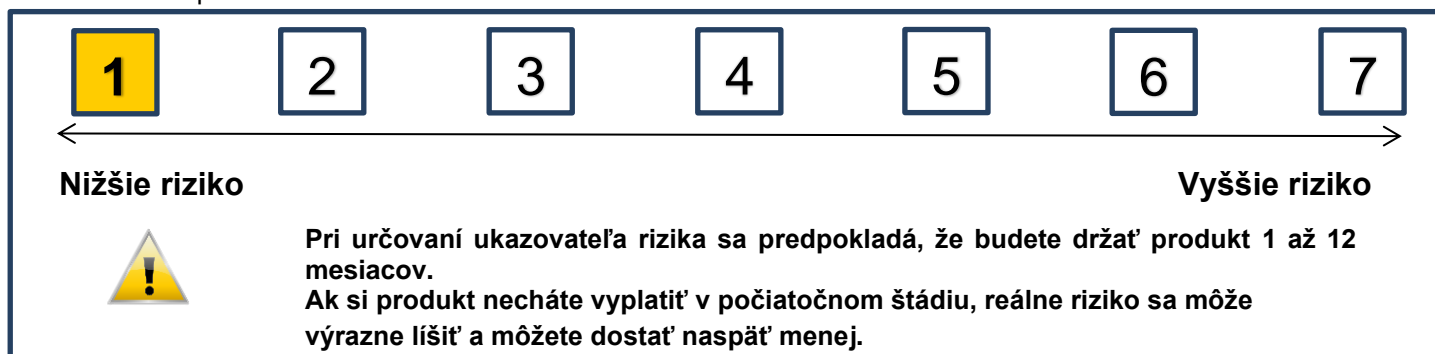 1 2 3 4 5 6 7
Nižšie riziko Vyššie riziko
Pri určovaní ukazovateľa rizika sa predpokladá, že budete držať produkt 1 až 12
mesiacov.
Ak si produkt necháte vyplatiť v počiatočnom štádiu, reálne riziko sa môže
výrazne líšiť a môžete dostať naspäť menej.